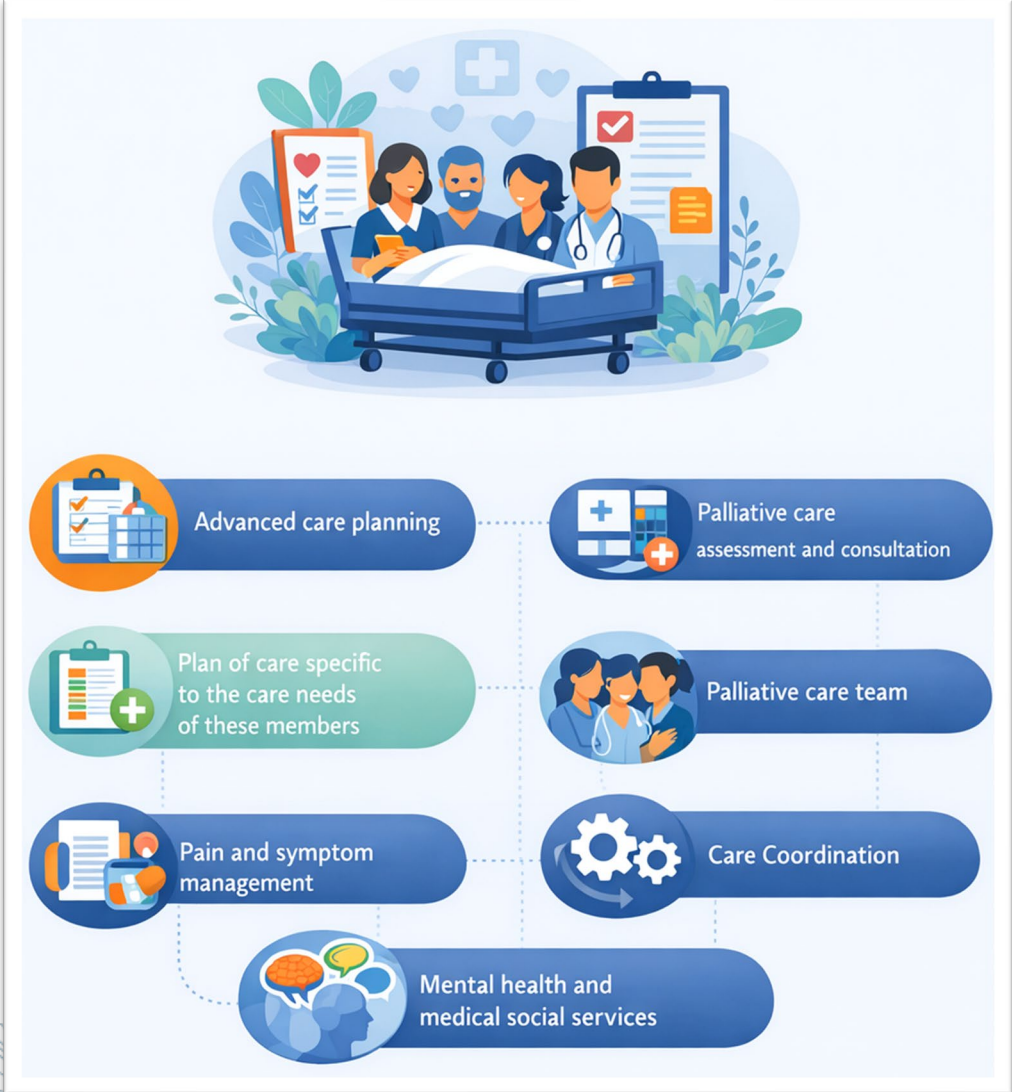 Advanced care planning
Palliative care
assessment and consultation
Plan of care specific
to the care needs
of these members
Palliative care team
Pain and symptom
management
Care Coordination
Mental health and
medical social services